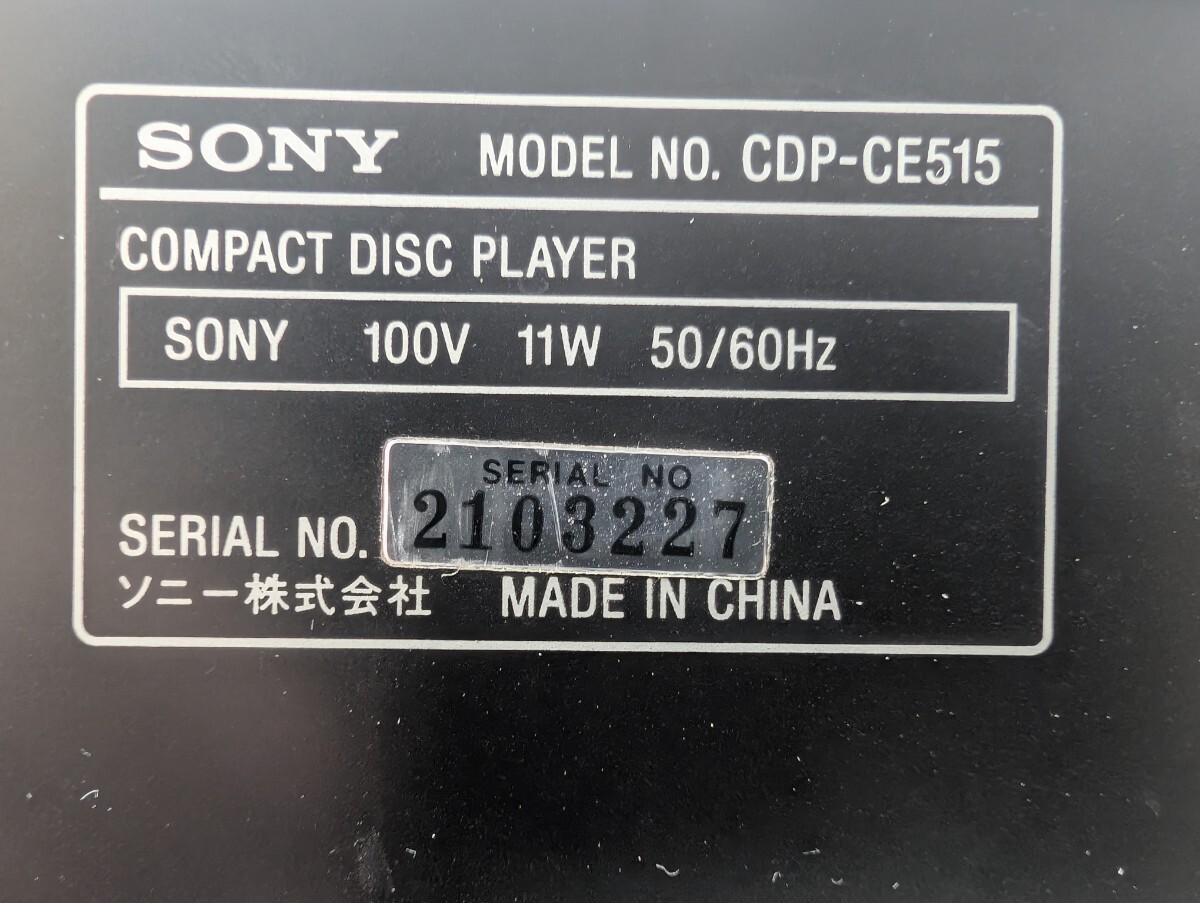 SONY MODEL NO. CDP-CE515
COMPACT DISC PLAYER
SONY 100V 11W 50/60Hz
SERIAL NO
SERIAL NO. 2103227
ソニー株式会社 MADE IN CHINA